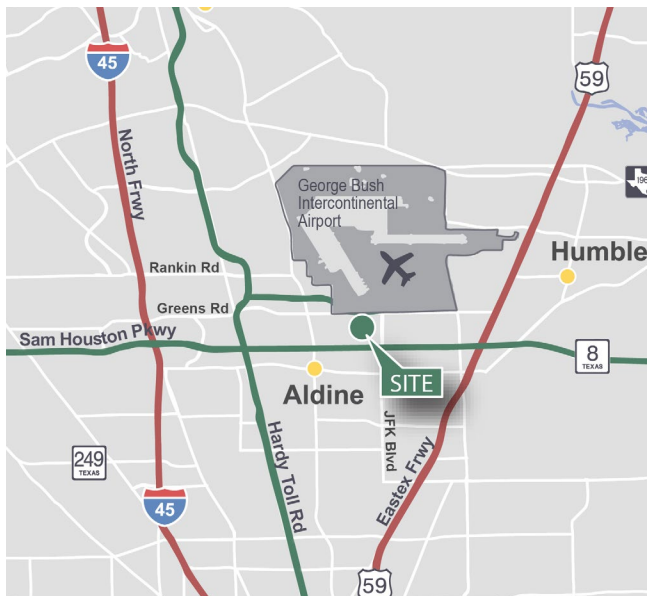 45
North Frwy
59
George Bush
Intercontinental
Airport
196
Humble
Rankin Rd
Greens Rd
Sam Houston Pkwy
8
TEXAS
SITE
Aldine
JFK Blvd
Hardy Toll Rd
Eastex Frwy
249
TEXAS
45
59